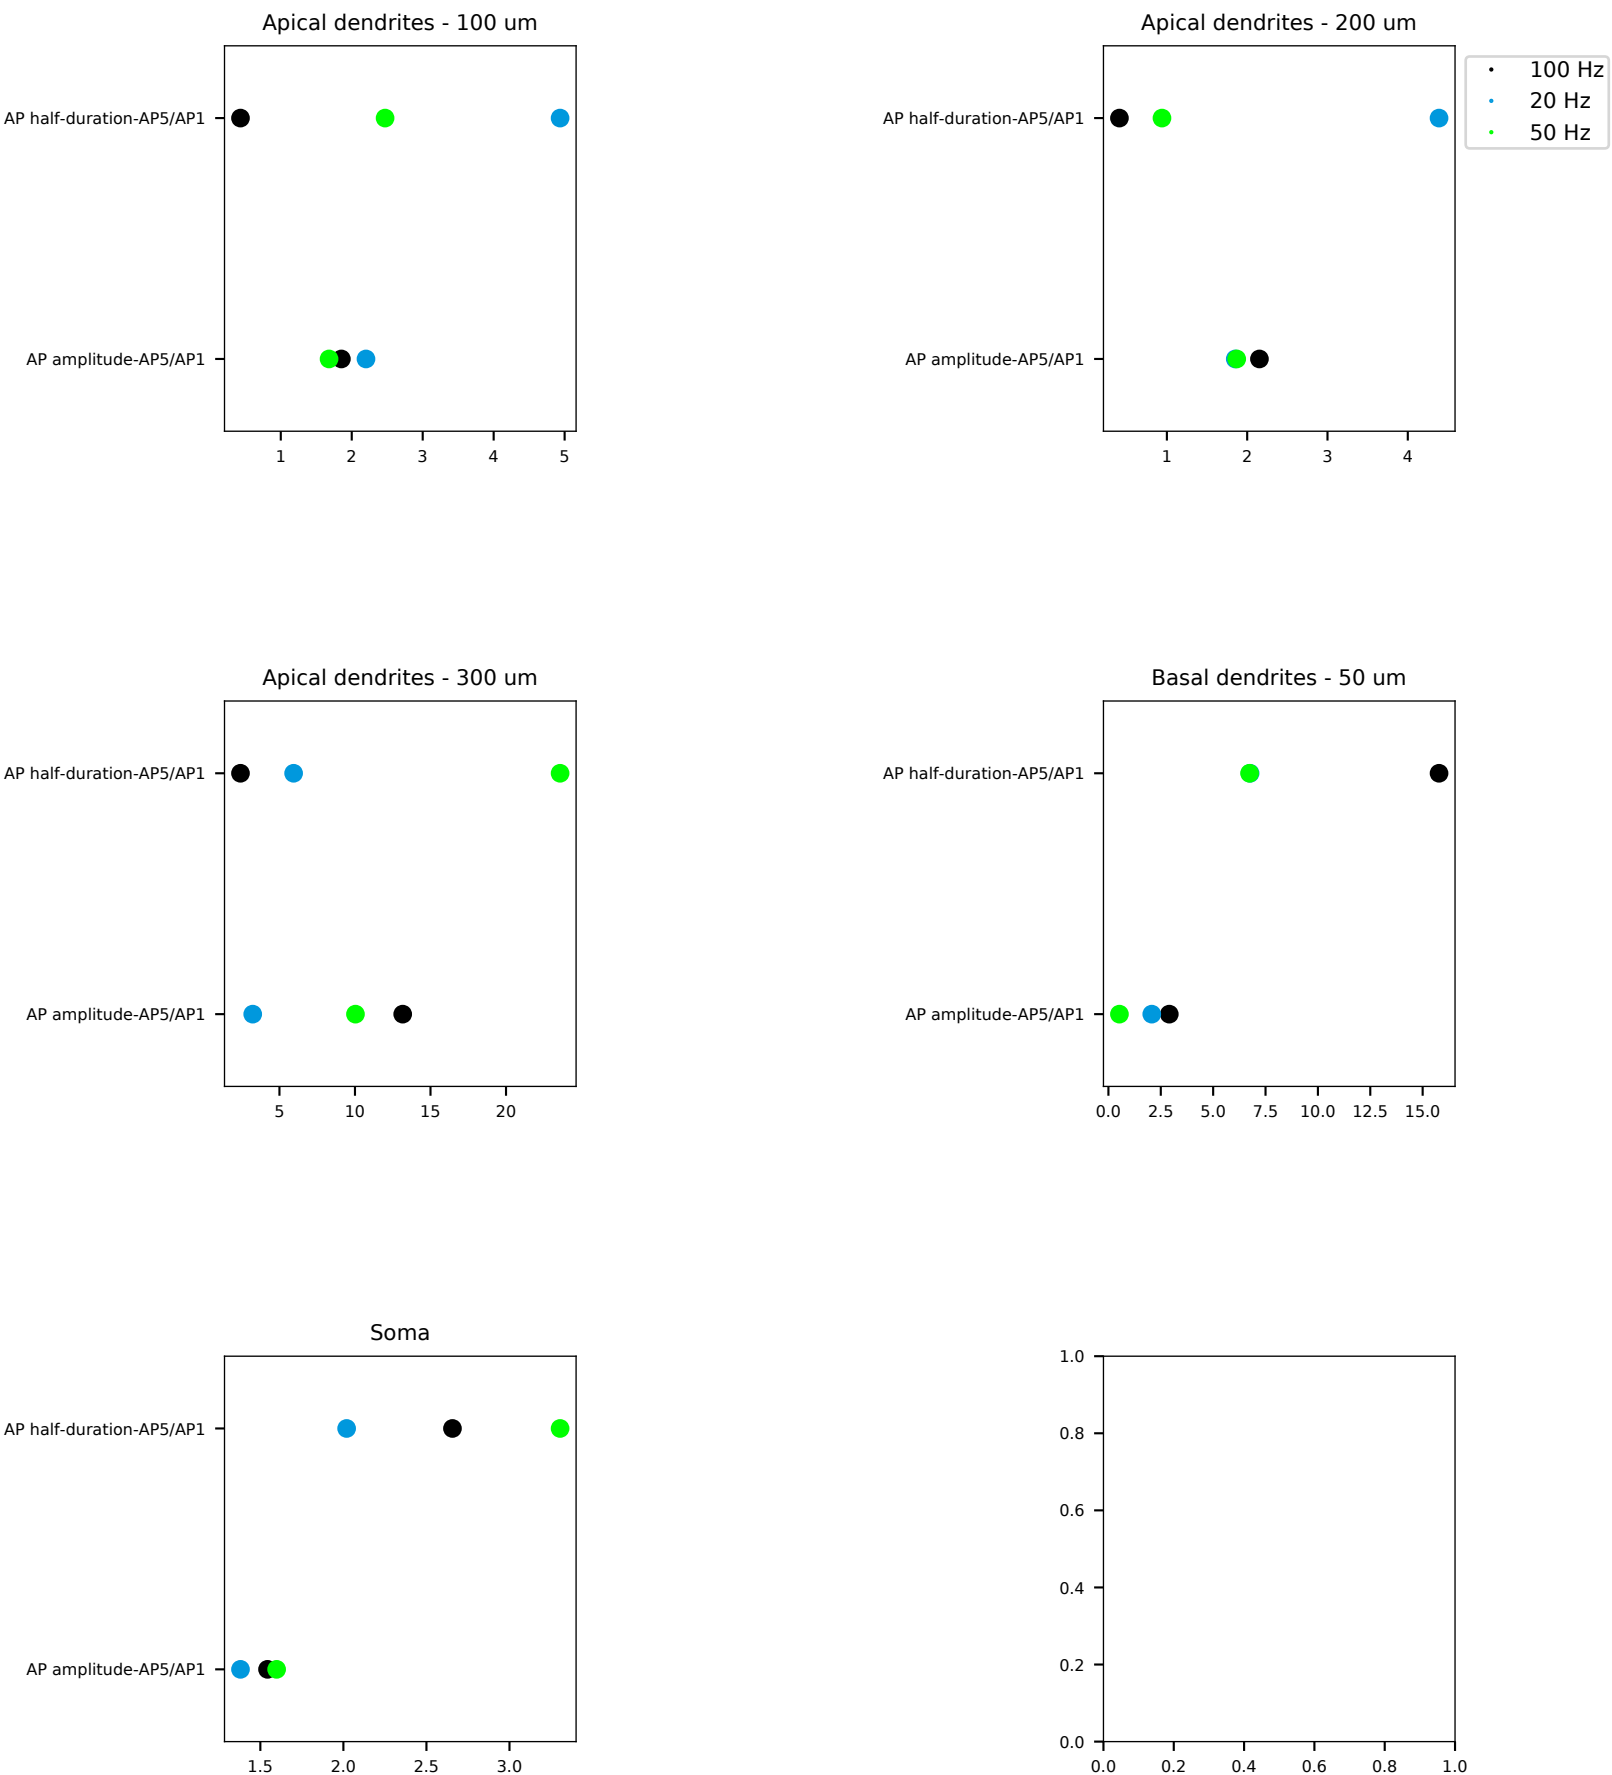 Apical dendrites - 100 um
AP half-duration-AP5/AP1
AP amplitude-AP5/AP1
1 2 3 4 5
Apical dendrites - 200 um
AP half-duration-AP5/AP1
AP amplitude-AP5/AP1
1 2 3 4
100 Hz
20 Hz
50 Hz
Apical dendrites - 300 um
AP half-duration-AP5/AP1
AP amplitude-AP5/AP1
5 10 15 20
Basal dendrites - 50 um
AP half-duration-AP5/AP1
AP amplitude-AP5/AP1
0.0 2.5 5.0 7.5 10.0 12.5 15.0
Soma
AP half-duration-AP5/AP1
AP amplitude-AP5/AP1
1.5 2.0 2.5 3.0
1.0
0.8
0.6
0.4
0.2
0.0
0.0 0.2 0.4 0.6 0.8 1.0